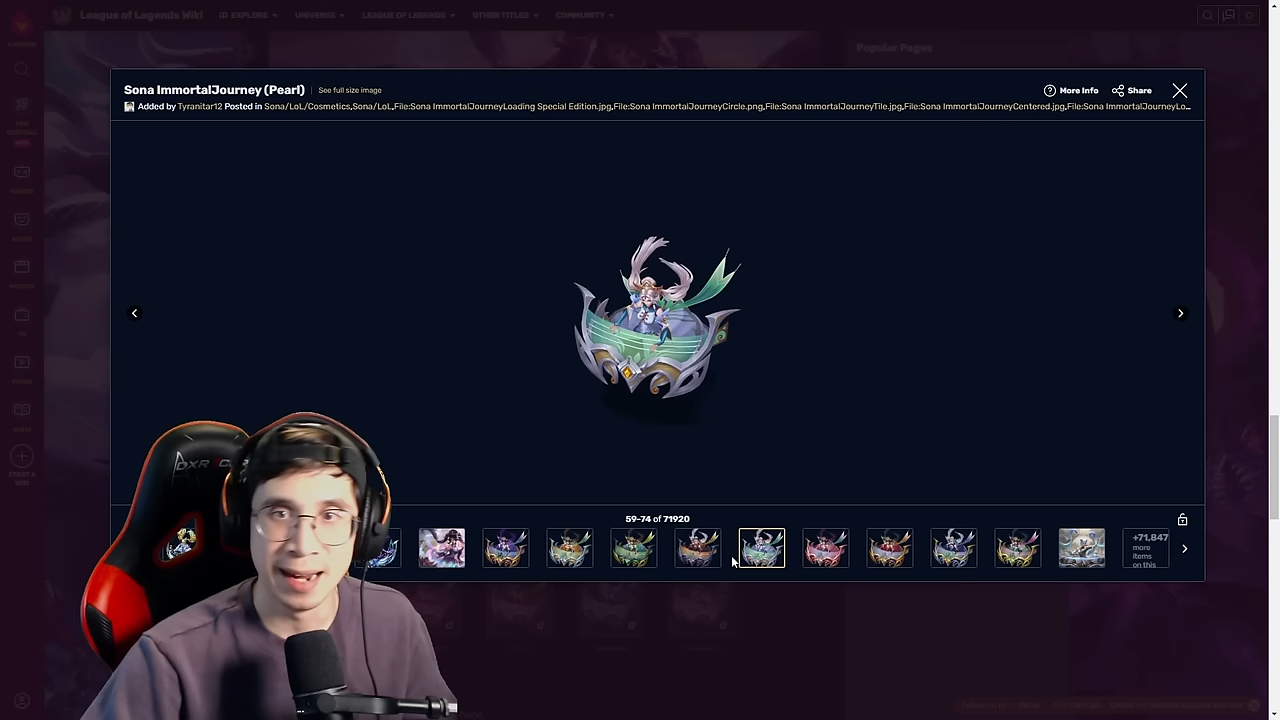 League of Legends Wiki
EXPLORE
UNIVERSE
LEAGUE OF LEGENDS
OTHER TITLES
COMMUNITY
Popular Pages
Sona ImmortalJourney (Pearl)
See full size image
More Info
Share
Added by Tyranitar12 Posted in Sona/LoL/Cosmetics,Sona/LoL,File:Sona ImmortalJourneyLoading Special Edition.jpg,File:Sona ImmortalJourneyCircle.png,File:Sona ImmortalJourneyTile.jpg,File:Sona ImmortalJourneyCentered.jpg,File:Sona ImmortalJourneyLo...
59-74 of 71920
+71,847
more
items
on this
START A
WIKI